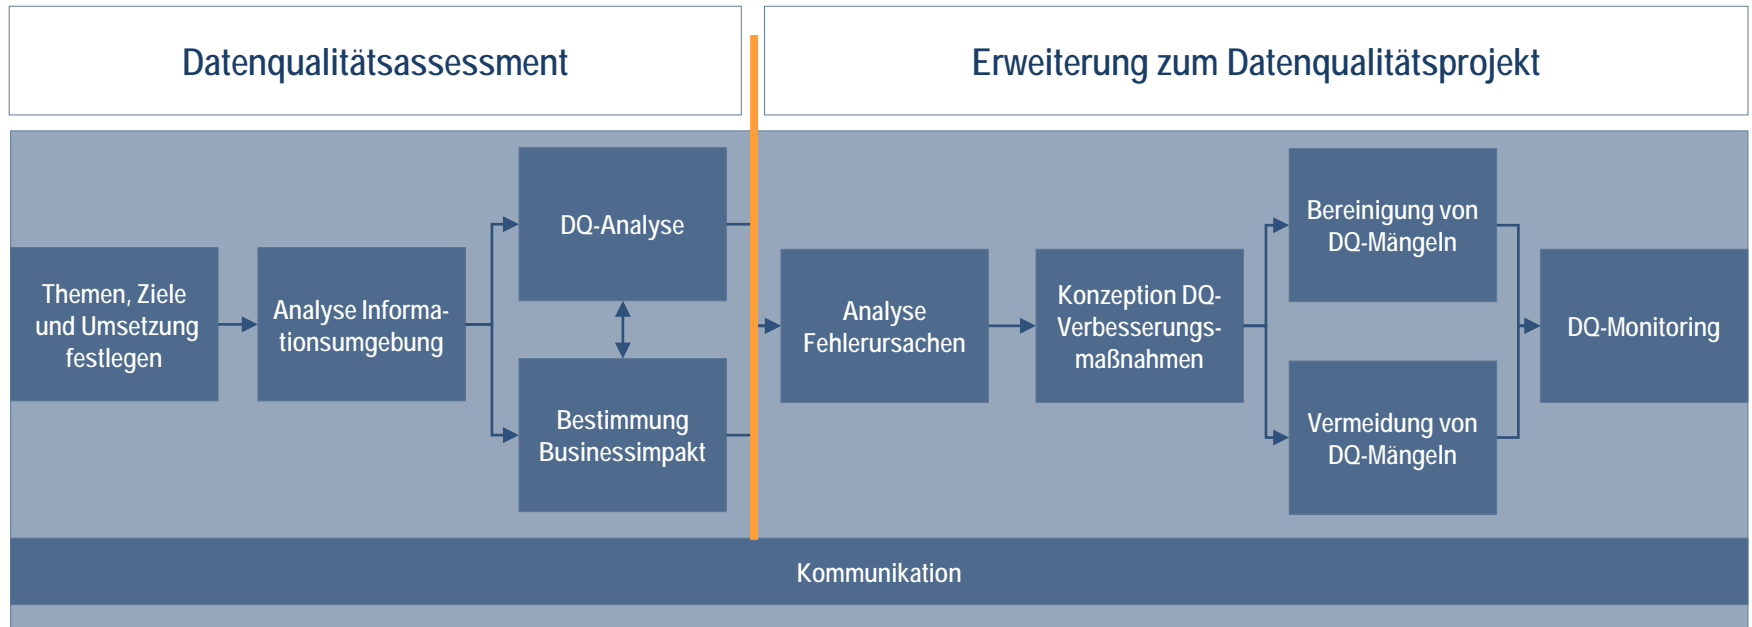 Datenqualitätsassessment
Erweiterung zum Datenqualitätsprojekt
Themen, Ziele
und Umsetzung
festlegen
Analyse Informa-
tionsumgebung
DQ-Analyse
Bestimmung
Businessimpakt
Analyse
Fehlerursachen
Konzeption DQ-
Verbesserungs-
maßnahmen
Bereinigung von
DQ-Mängeln
Vermeidung von
DQ-Mängeln
DQ-Monitoring
Kommunikation